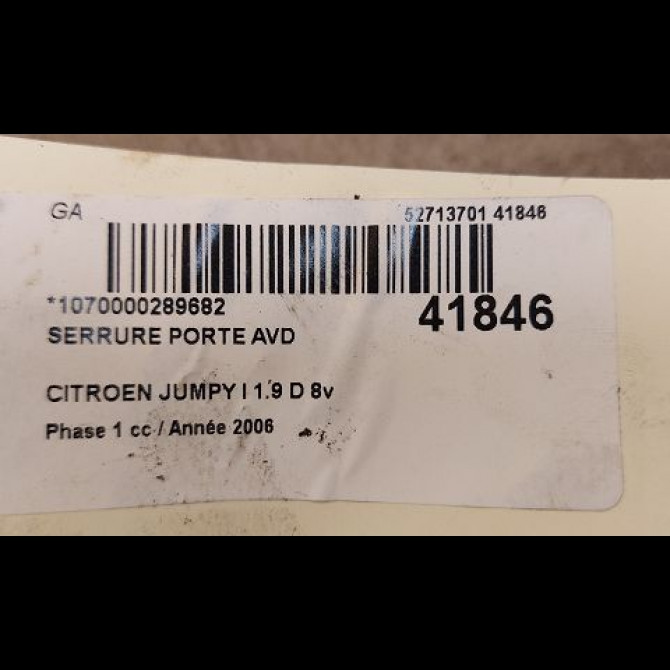 GA
52713701 41846
*1070000289682
41846
SERRURE PORTE AVD
CITROEN JUMPY I 1.9 D 8v
Phase 1 cc / Année 2006